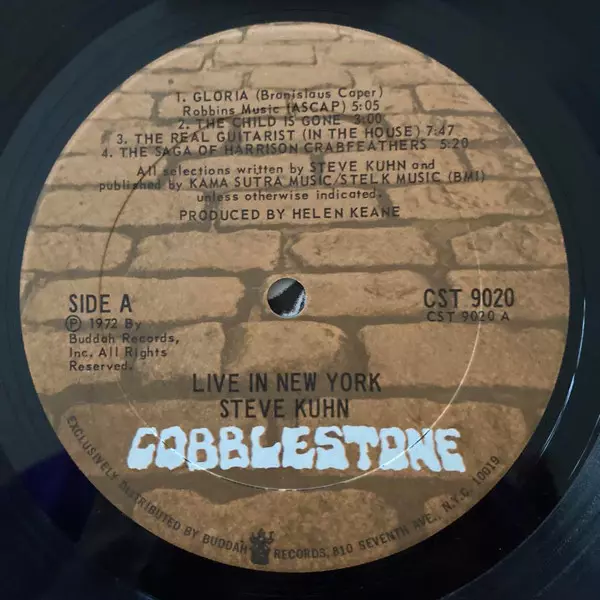 1. GLORIA (Branislaus Caper)
Robbins Music (ASCAP) 5:05
2. THE CHILD IS GONE 3:00
3. THE REAL GUITARIST (IN THE HOUSE) 7:47
4. THE SAGA OF HARRISON CRABFEATHERS 5:20
All selections written by STEVE KUHN and
published by KAMA SUTRA MUSIC/STELK MUSIC (BMI)
unless otherwise indicated.
PRODUCED BY HELEN KEANE
SIDE A
Ⓟ 1972 By
Buddah Records,
Inc. All Rights
Reserved.
CST 9020
CST 9020 A
LIVE IN NEW YORK
STEVE KUHN
COBBLESTONE
EXCLUSIVELY DISTRIBUTED BY BUDDAH RECORDS, 810 SEVENTH AVE., N.Y.C. 10019